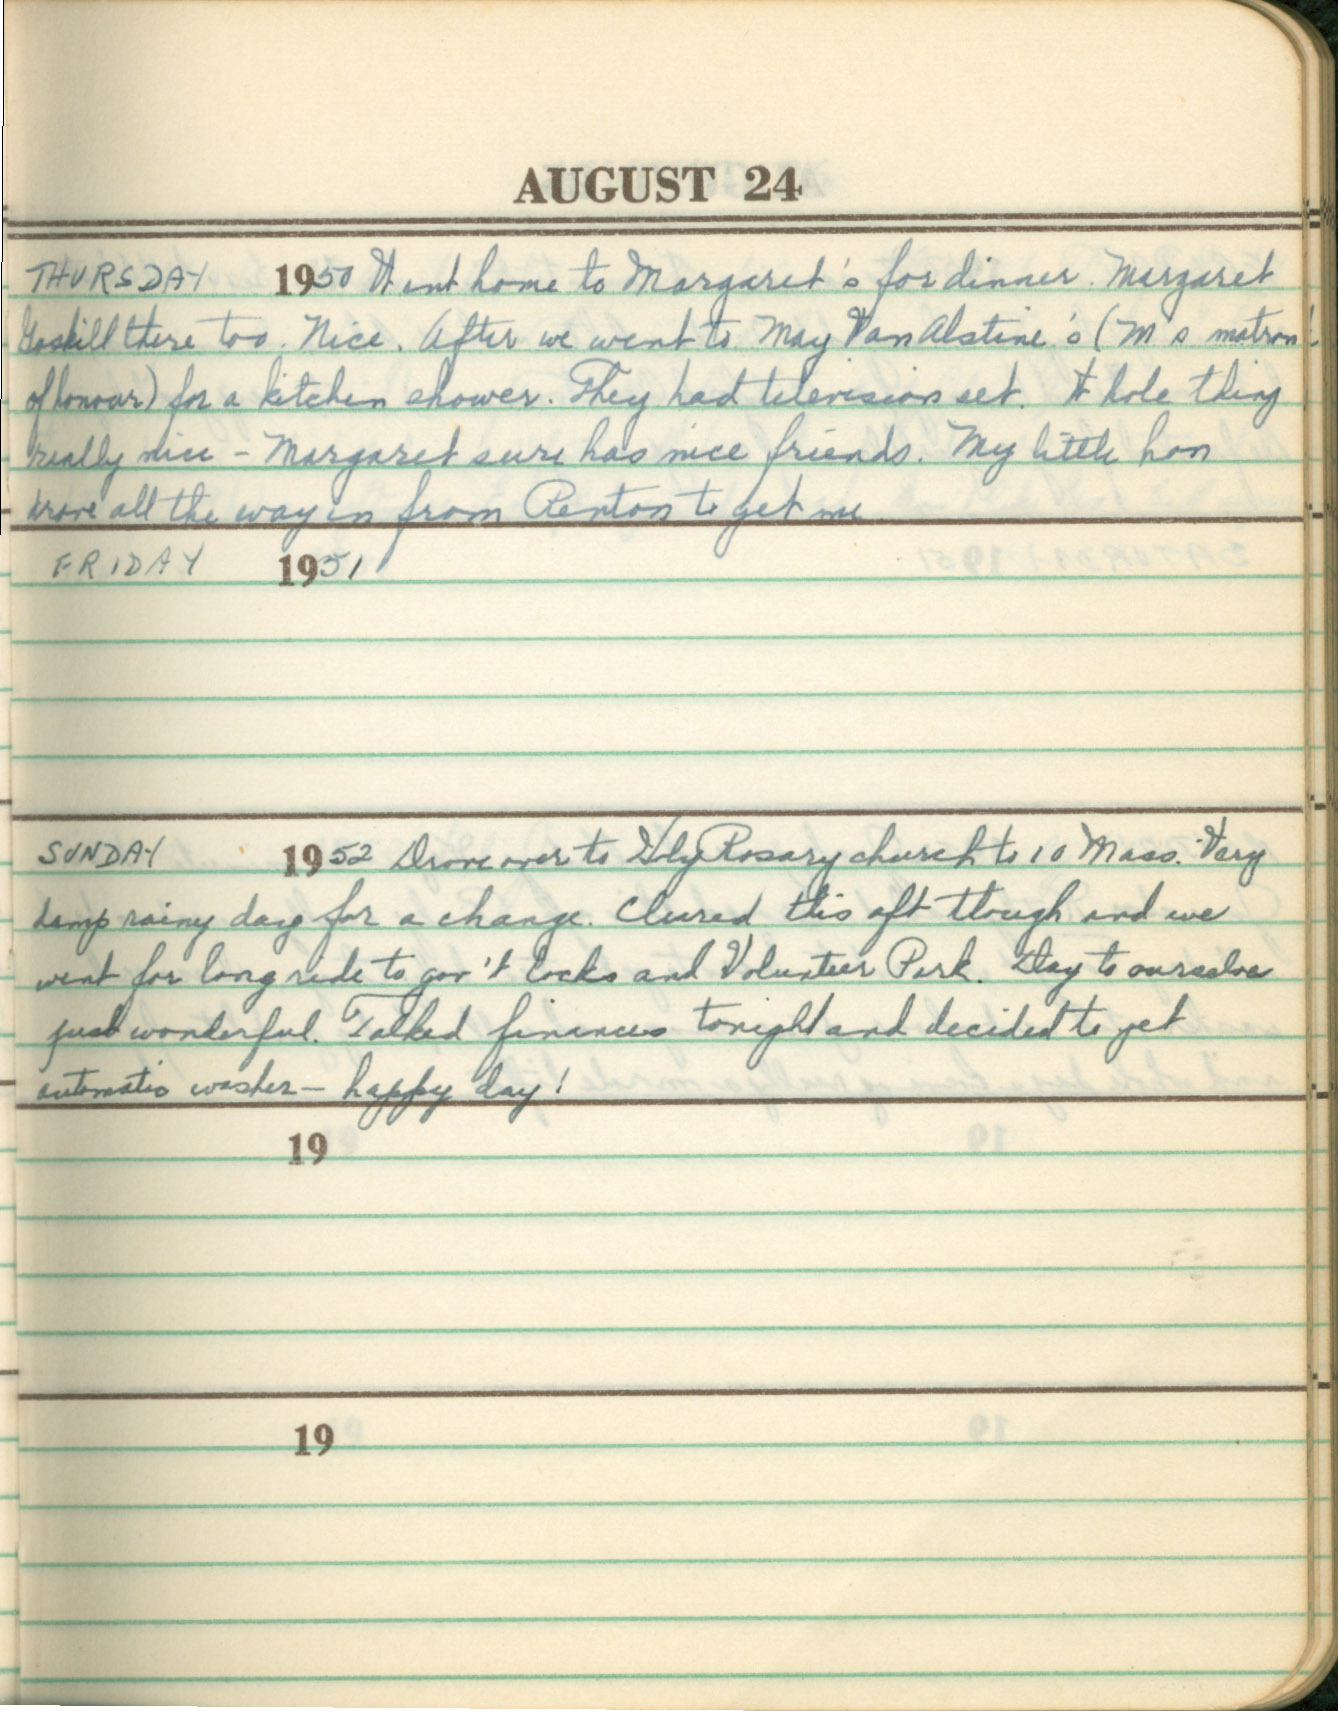 AUGUST 24
THURSDAY 1950 Went home to Margaret's for dinner. Margaret
Gaskill there too. Nice. After we went to May Van Alstine's (M's matron
of honour) for a kitchen shower. They had television set. Whole thing
really nice - Margaret sure has nice friends. My little hon
drove all the way in from Renton to get me
FRIDAY 1951
SUNDAY 1952 Drove over to Holy Rosary church to 10 Mass. Very
damp rainy day for a change. Cleared this aft though and we
went for long ride to gov't locks and Volunteer Park. Day to ourselves
just wonderful. Talked finances tonight and decided to get
automatic washer - happy day!
19
19